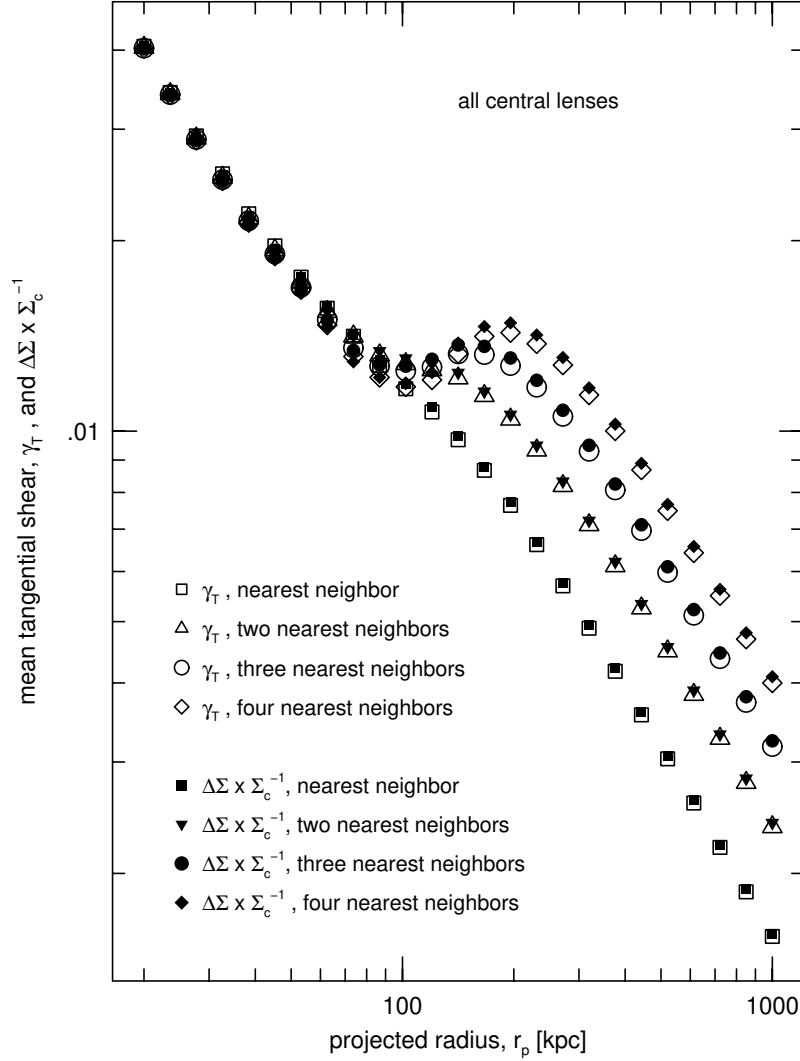 all central lenses
mean tangential shear, γT , and ΔΣ x Σc−1
.01
γT , nearest neighbor
γT , two nearest neighbors
γT , three nearest neighbors
γT , four nearest neighbors
ΔΣ x Σc−1, nearest neighbor
ΔΣ x Σc−1, two nearest neighbors
ΔΣ x Σc−1, three nearest neighbors
ΔΣ x Σc−1 , four nearest neighbors
100 1000
projected radius, rp [kpc]